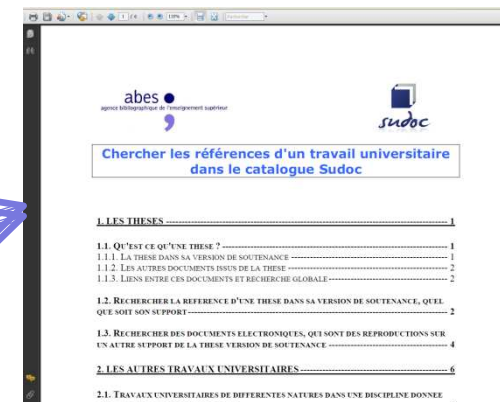 1 / 6
119%
Rechercher
abes
agence bibliographique de l'enseignement supérieur
sudoc
Chercher les références d'un travail universitaire
dans le catalogue Sudoc
1. LES THESES ---- 1
1.1. QU'EST CE QU'UNE THESE ? ---- 1
1.1.1. LA THESE DANS SA VERSION DE SOUTENANCE ---- 1
1.1.2. LES AUTRES DOCUMENTS ISSUS DE LA THESE ---- 2
1.1.3. LIENS ENTRE CES DOCUMENTS ET RECHERCHE GLOBALE ---- 2
1.2. RECHERCHER LA REFERENCE D'UNE THESE DANS SA VERSION DE SOUTENANCE, QUEL
QUE SOIT SON SUPPORT ---- 2
1.3. RECHERCHER DES DOCUMENTS ELECTRONIQUES, QUI SONT DES REPRODUCTIONS SUR
UN AUTRE SUPPORT DE LA THESE VERSION DE SOUTENANCE ---- 4
2. LES AUTRES TRAVAUX UNIVERSITAIRES ---- 6
2.1. TRAVAUX UNIVERSITAIRES DE DIFFERENTES NATURES DANS UNE DISCIPLINE DONNEE